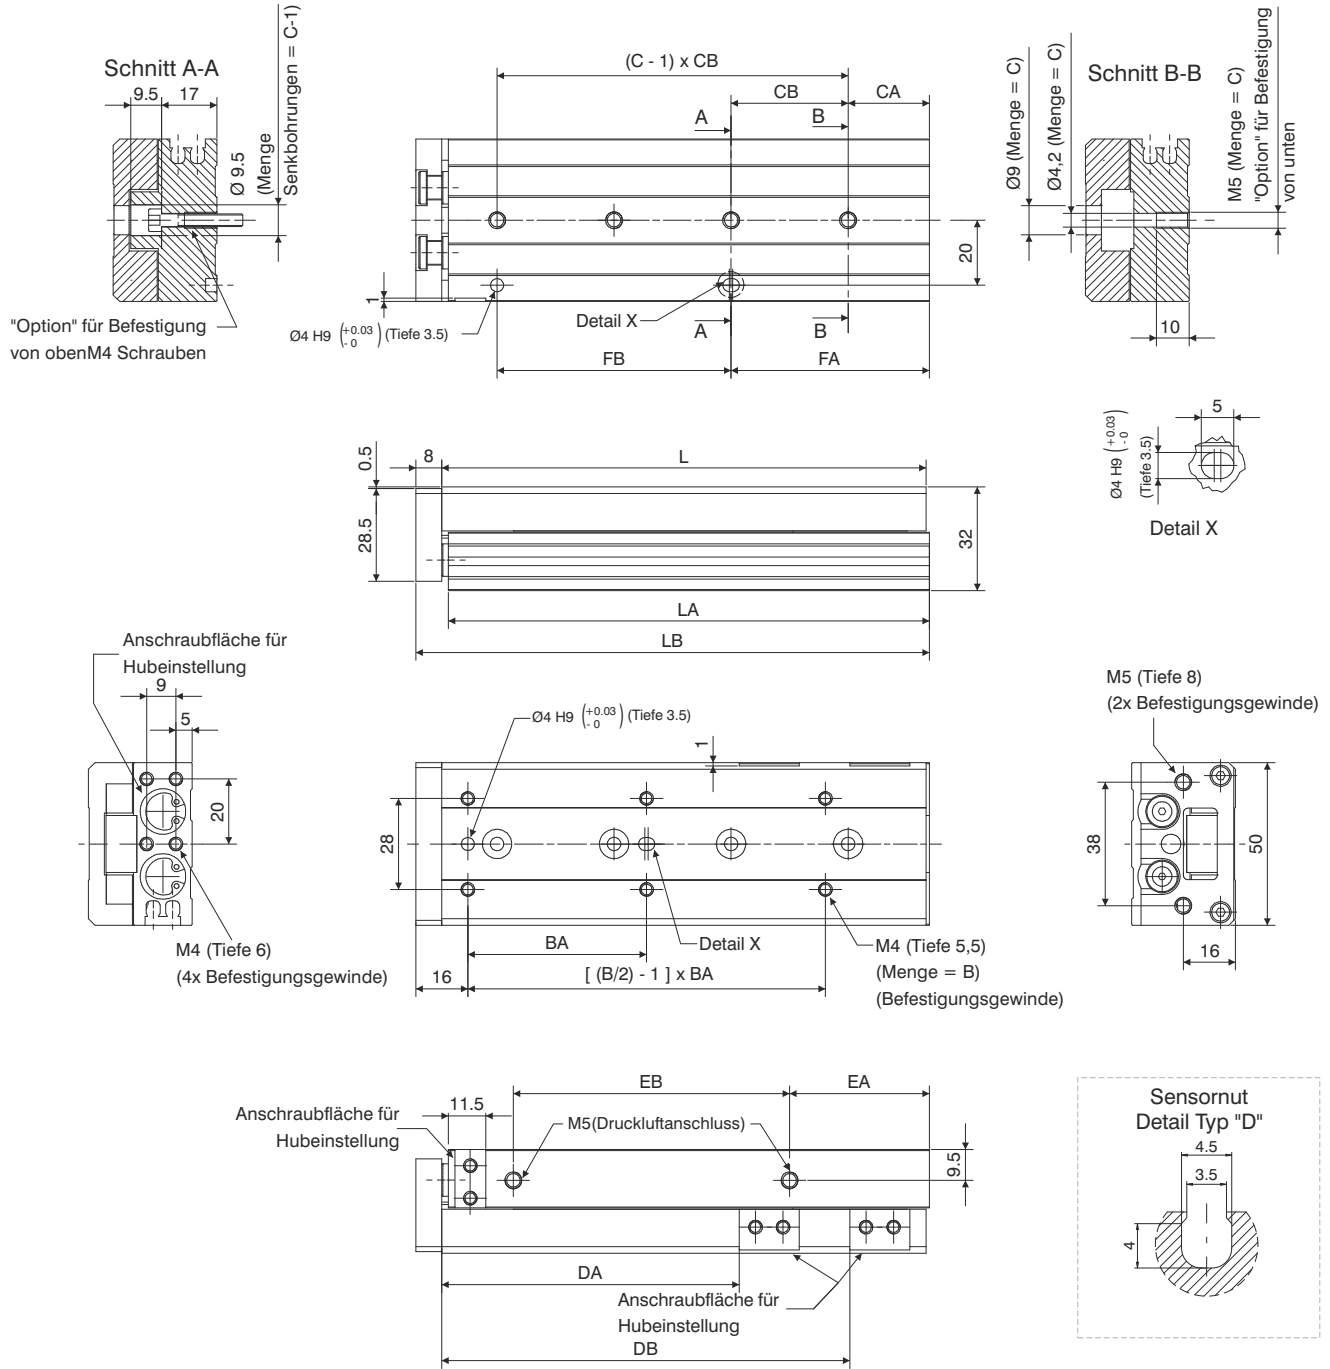 Schnitt A-A
9.5
17
Ø 9.5
(Menge
Senkbohrungen = C-1)
"Option" für Befestigung
von obenM4 Schrauben
(C - 1) x CB
CB
CA
A
B
20
1
Ø4 H9 (+0.03 - 0) (Tiefe 3.5)
Detail X
A
B
FB
FA
Schnitt B-B
Ø9 (Menge = C)
Ø4,2 (Menge = C)
M5 (Menge = C)
"Option" für Befestigung
von unten
10
5
Ø4 H9 (+0.03 - 0)
(Tiefe 3.5)
Detail X
0.5
8
L
28.5
32
LA
LB
Anschraubfläche für
Hubeinstellung
9
5
20
M4 (Tiefe 6)
(4x Befestigungsgewinde)
Ø4 H9 (+0.03 - 0) (Tiefe 3.5)
1
28
BA
Detail X
16
[ (B/2) - 1 ] x BA
M4 (Tiefe 5,5)
(Menge = B)
(Befestigungsgewinde)
M5 (Tiefe 8)
(2x Befestigungsgewinde)
38
50
16
EB
EA
11.5
Anschraubfläche für
Hubeinstellung
M5(Druckluftanschluss)
9.5
DA
Anschraubfläche für
Hubeinstellung
DB
Sensornut
Detail Typ "D"
4.5
3.5
4